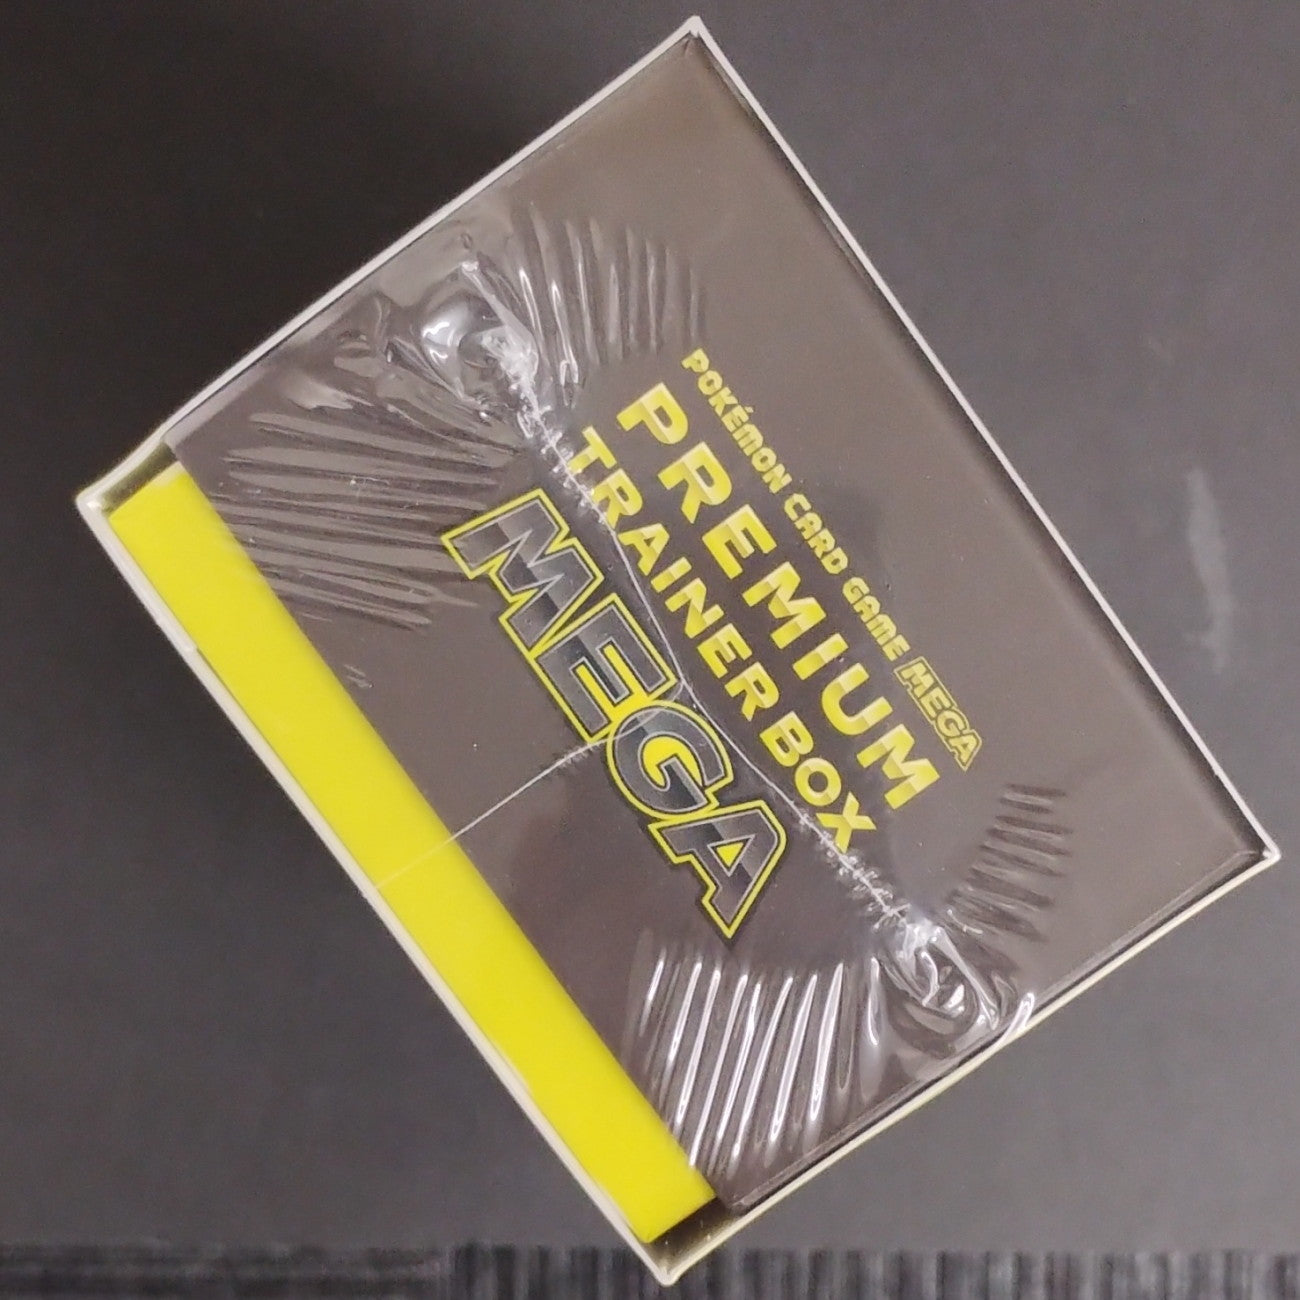 POKÉMON CARD GAME MEGA
PREMIUM
TRAINER BOX
MEGA